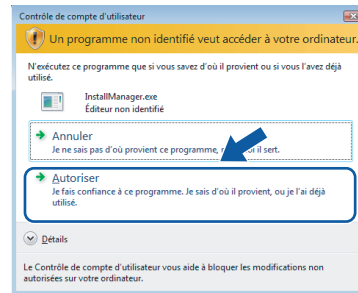 Contrôle de compte d'utilisateur
Un programme non identifié veut accéder à votre ordinateur.
N'exécutez ce programme que si vous savez d'où il provient ou si vous l'avez déjà
utilisé.
InstallManager.exe
Éditeur non identifié
Annuler
Je ne sais pas d'où provient ce programme, il sert.
Autoriser
Je fais confiance à ce programme. Je sais d'où il provient, ou je l'ai déjà
utilisé.
Détails
Le Contrôle de compte d'utilisateur vous aide à bloquer les modifications non
autorisées sur votre ordinateur.